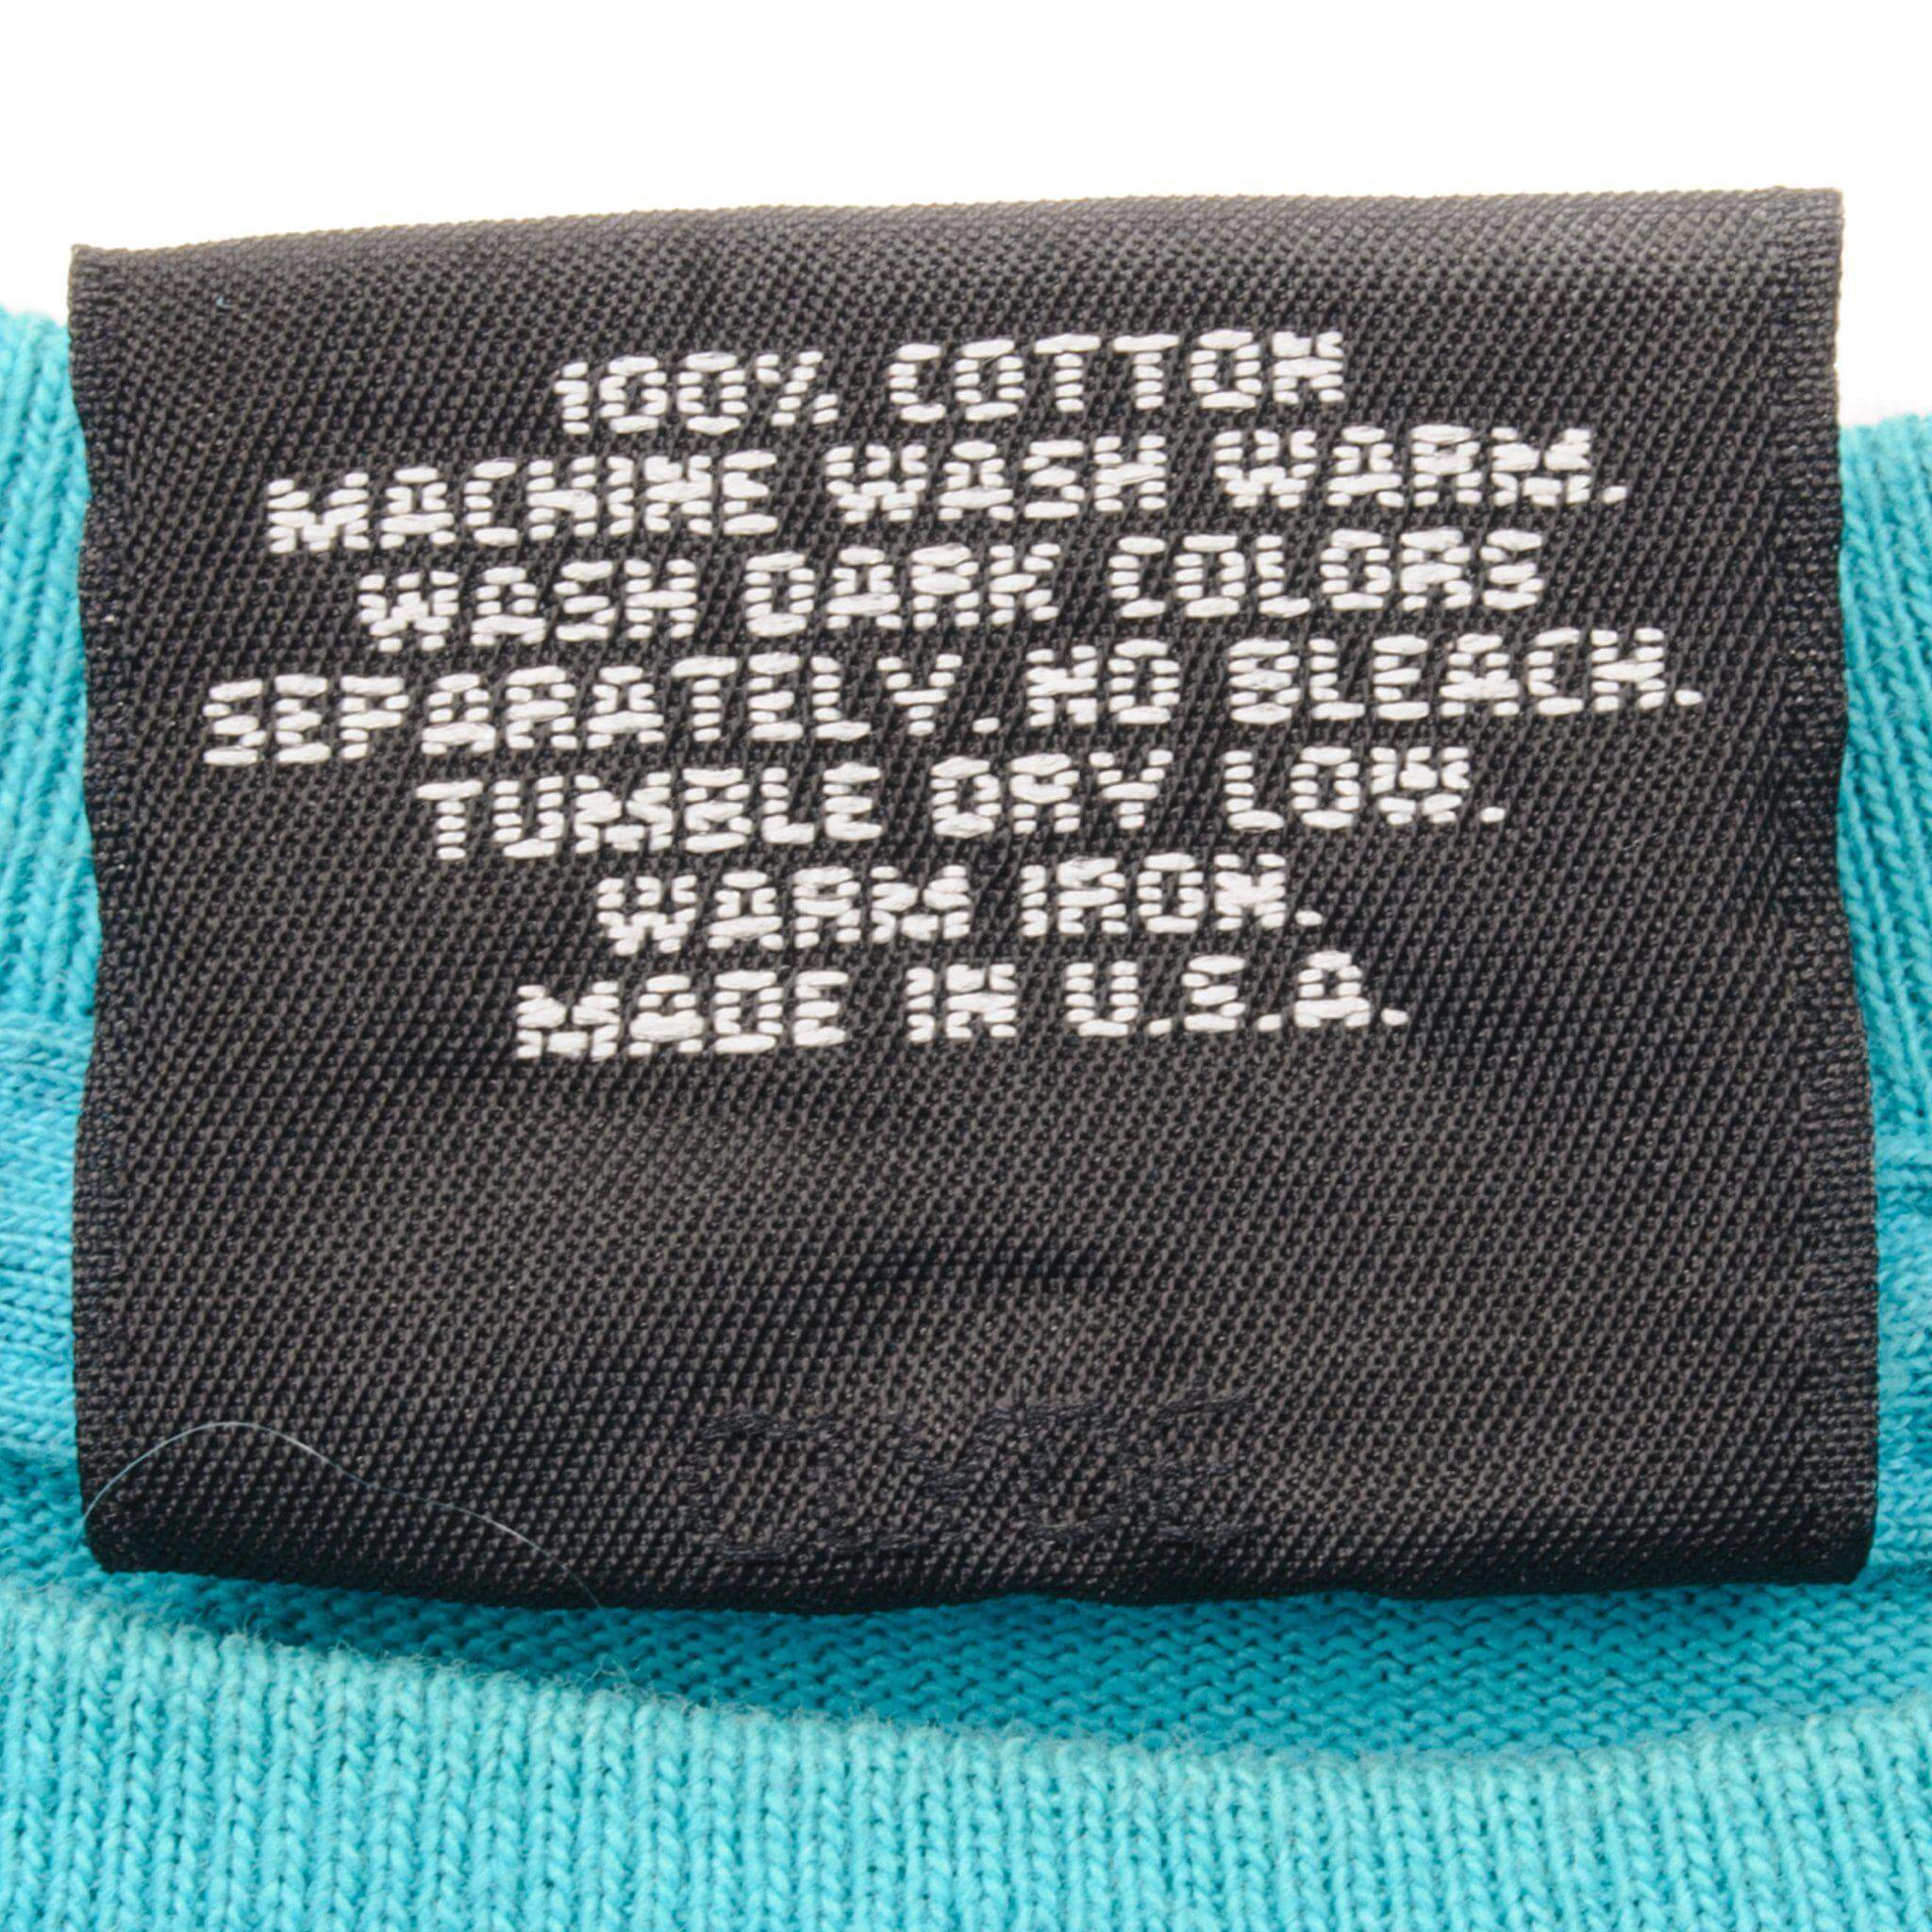 100% COTTON
MACHINE WASH WARM.
WASH DARK COLORS
SEPARATELY. NO BLEACH.
TUMBLE DRY LOW.
WARM IRON.
MADE IN U.S.A.